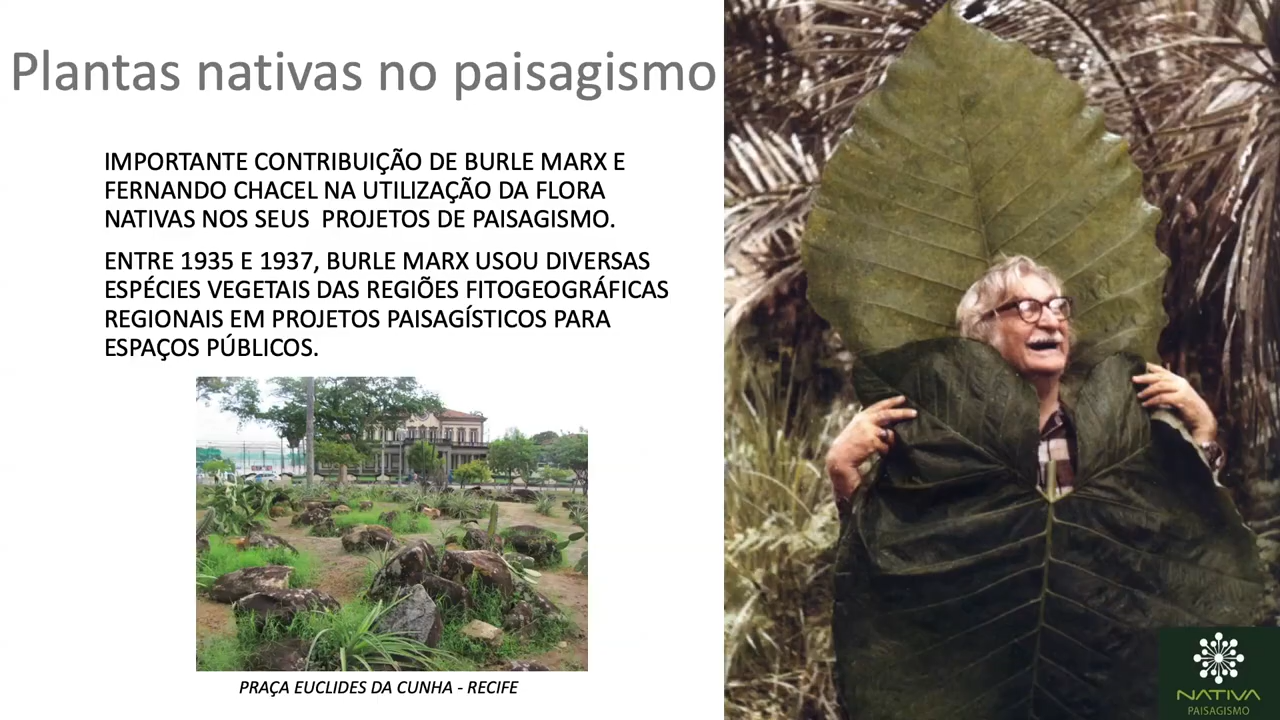 Plantas nativas no paisagismo
IMPORTANTE CONTRIBUIÇÃO DE BURLE MARX E
FERNANDO CHACEL NA UTILIZAÇÃO DA FLORA
NATIVAS NOS SEUS PROJETOS DE PAISAGISMO.
ENTRE 1935 E 1937, BURLE MARX USOU DIVERSAS
ESPÉCIES VEGETAIS DAS REGIÕES FITOGEOGRÁFICAS
REGIONAIS EM PROJETOS PAISAGÍSTICOS PARA
ESPAÇOS PÚBLICOS.
PRAÇA EUCLIDES DA CUNHA - RECIFE
NATIVA
PAISAGISMO